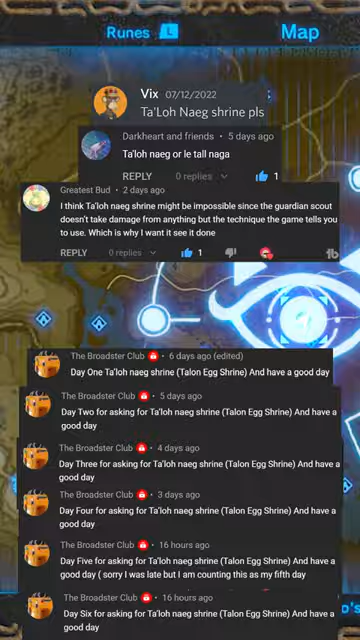 Runes L Map
Vix 07/12/2022
Ta'Loh Naeg shrine pls
Darkheart and friends • 5 days ago
Ta'loh naeg or le tall naga
REPLY 0 replies 1
Greatest Bud • 2 days ago
I think Ta'loh naeg shrine might be impossible since the guardian scout
doesn't take damage from anything but the technique the game tells you
to use. Which is why I want it see it done
REPLY 0 replies 1
The Broadster Club • 6 days ago (edited)
Day One Ta'loh naeg shrine (Talon Egg Shrine) And have a good day
The Broadster Club • 5 days ago
Day Two for asking for Ta'loh naeg shrine (Talon Egg Shrine) And have a
good day
The Broadster Club • 4 days ago
Day Three for asking for Ta'loh naeg shrine (Talon Egg Shrine) And have a
good day
The Broadster Club • 3 days ago
Day Four for asking for Ta'loh naeg shrine (Talon Egg Shrine) And have a
good day
The Broadster Club • 16 hours ago
Day Five for asking for Ta'loh naeg shrine (Talon Egg Shrine) And have a
good day ( sorry I was late but I am counting this as my fifth day
The Broadster Club • 16 hours ago
Day Six for asking for Ta'loh naeg shrine (Talon Egg Shrine) And have a
good day